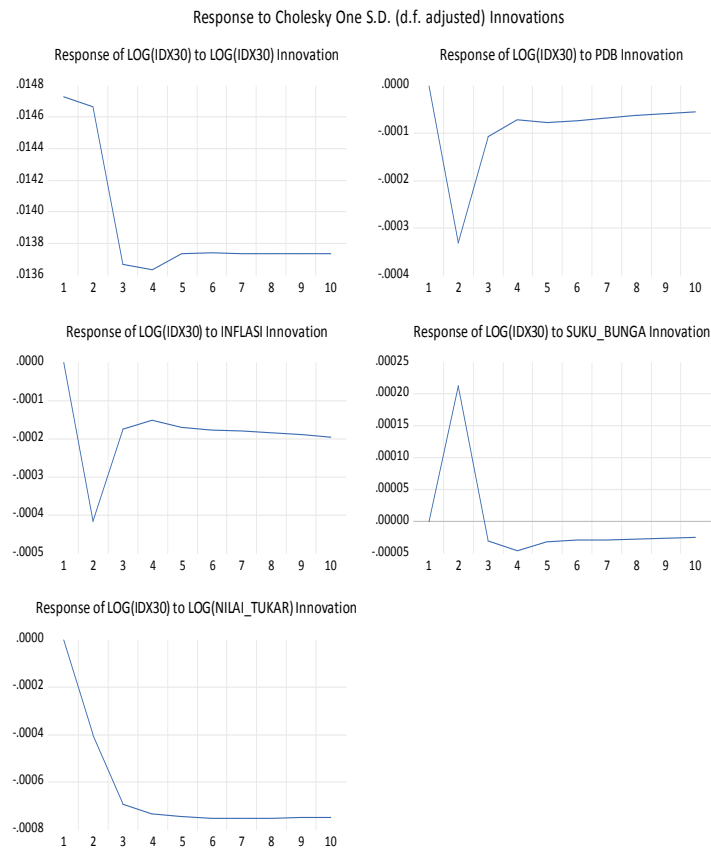 Response to Cholesky One S.D. (d.f. adjusted) Innovations
Response of LOG(IDX30) to LOG(IDX30) Innovation
.0148
.0146
.0144
.0142
.0140
.0138
.0136
1 2 3 4 5 6 7 8 9 10
Response of LOG(IDX30) to PDB Innovation
.0000
-.0001
-.0002
-.0003
-.0004
1 2 3 4 5 6 7 8 9 10
Response of LOG(IDX30) to INFLASI Innovation
.0000
-.0001
-.0002
-.0003
-.0004
-.0005
1 2 3 4 5 6 7 8 9 10
Response of LOG(IDX30) to SUKU_BUNGA Innovation
.00025
.00020
.00015
.00010
.00005
.00000
-.00005
1 2 3 4 5 6 7 8 9 10
Response of LOG(IDX30) to LOG(NILAI_TUKAR) Innovation
.0000
-.0002
-.0004
-.0006
-.0008
1 2 3 4 5 6 7 8 9 10